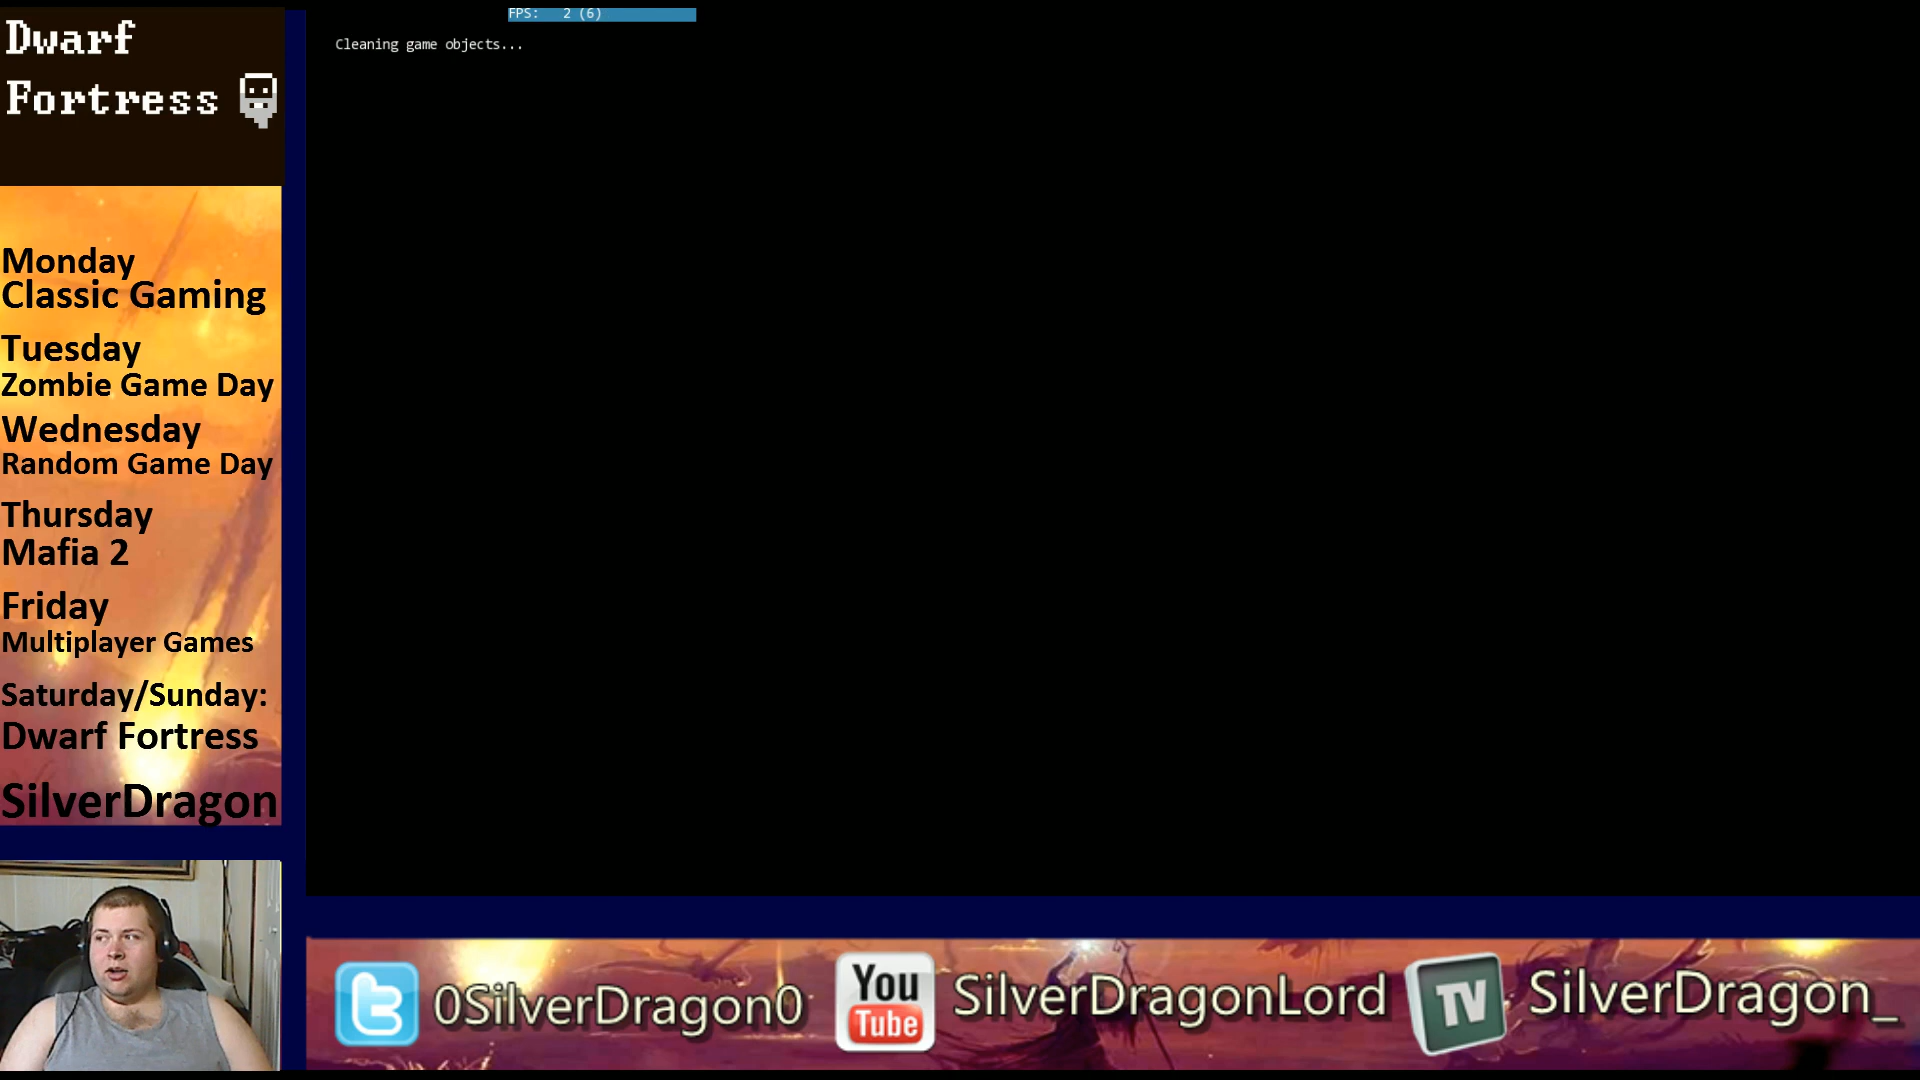 Dwarf
Fortress
FPS: 2 (6)
Cleaning game objects...
Monday
Classic Gaming
Tuesday
Zombie Game Day
Wednesday
Random Game Day
Thursday
Mafia 2
Friday
Multiplayer Games
Saturday/Sunday:
Dwarf Fortress
SilverDragon
0SilverDragon0
You
Tube
SilverDragonLord
TV
SilverDragon_